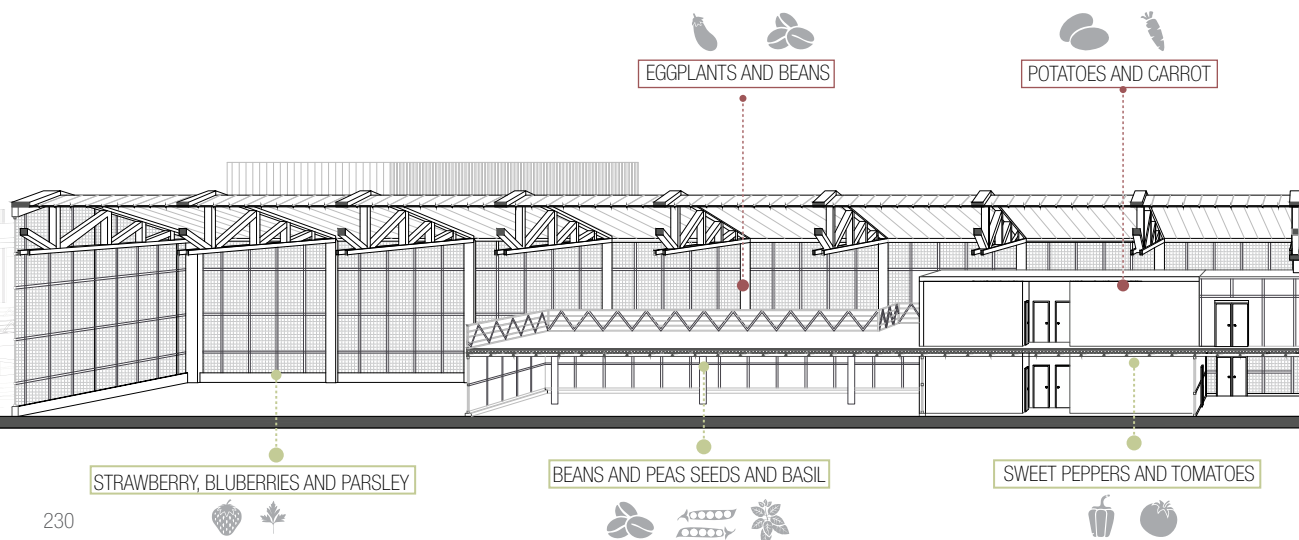 EGGPLANTS AND BEANS
POTATOES AND CARROT
STRAWBERRY, BLUBERRIES AND PARSLEY
BEANS AND PEAS SEEDS AND BASIL
SWEET PEPPERS AND TOMATOES
230